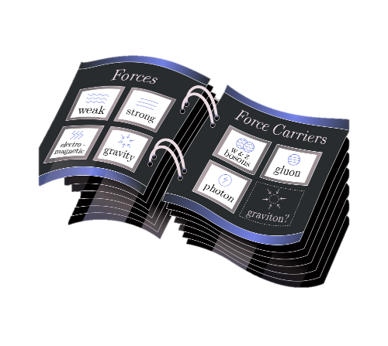 Forces
weak
strong
electro-
magnetic
gravity
Force Carriers
W & Z
bosons
gluon
photon
graviton?